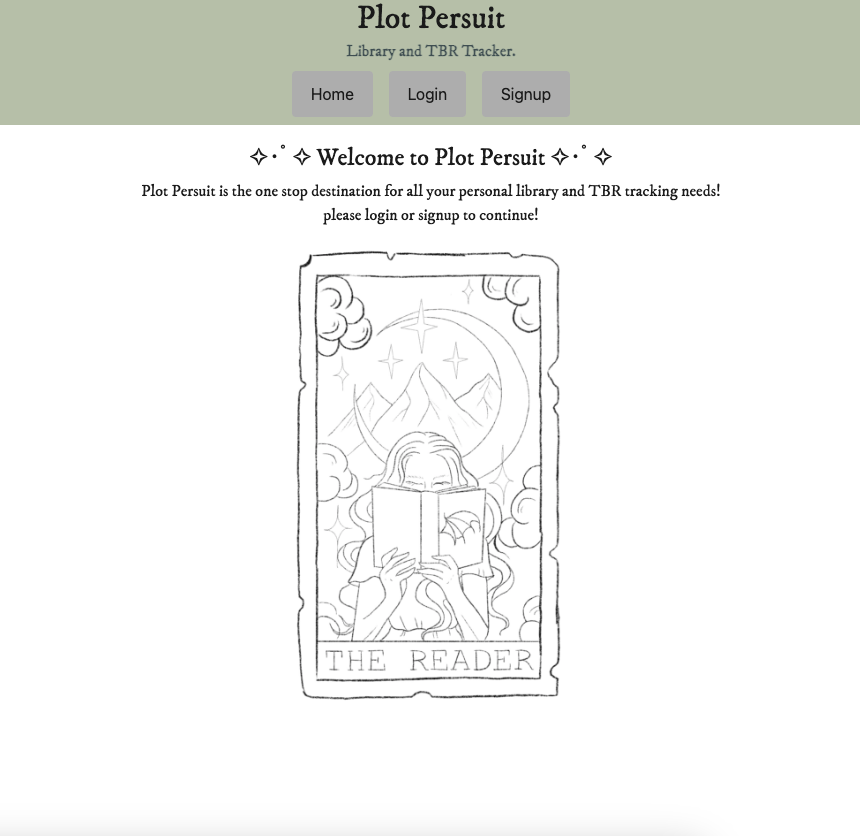 Plot Persuit
Library and TBR Tracker.
Home Login Signup
✧･ﾟ ✧ Welcome to Plot Persuit ✧･ﾟ ✧
Plot Persuit is the one stop destination for all your personal library and TBR tracking needs!
please login or signup to continue!
THE READER